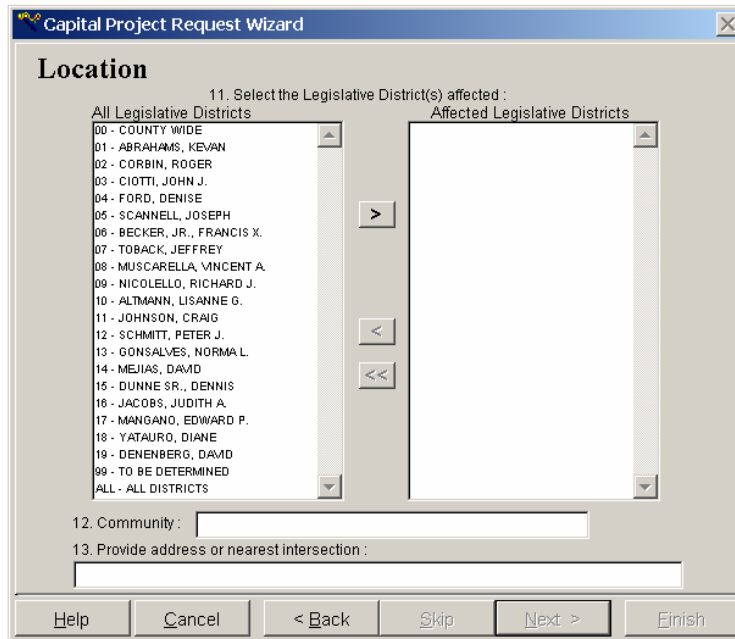 Capital Project Request Wizard
Location
11. Select the Legislative District(s) affected :
All Legislative Districts
Affected Legislative Districts
00 - COUNTY WIDE
01 - ABRAHAMS, KEVAN
02 - CORBIN, ROGER
03 - CIOTTI, JOHN J.
04 - FORD, DENISE
05 - SCANNELL, JOSEPH
06 - BECKER, JR., FRANCIS X.
07 - TOBACK, JEFFREY
08 - MUSCARELLA, VINCENT A.
09 - NICOLELLO, RICHARD J.
10 - ALTMANN, LISANNE G.
11 - JOHNSON, CRAIG
12 - SCHMITT, PETER J.
13 - GONSALVES, NORMA L.
14 - MEJIAS, DAVID
15 - DUNNE SR., DENNIS
16 - JACOBS, JUDITH A.
17 - MANGANO, EDWARD P.
18 - YATAURO, DIANE
19 - DENENBERG, DAVID
99 - TO BE DETERMINED
ALL - ALL DISTRICTS
>
<
<<
12. Community :
13. Provide address or nearest intersection :
Help
Cancel
< Back
Skip
Next >
Finish